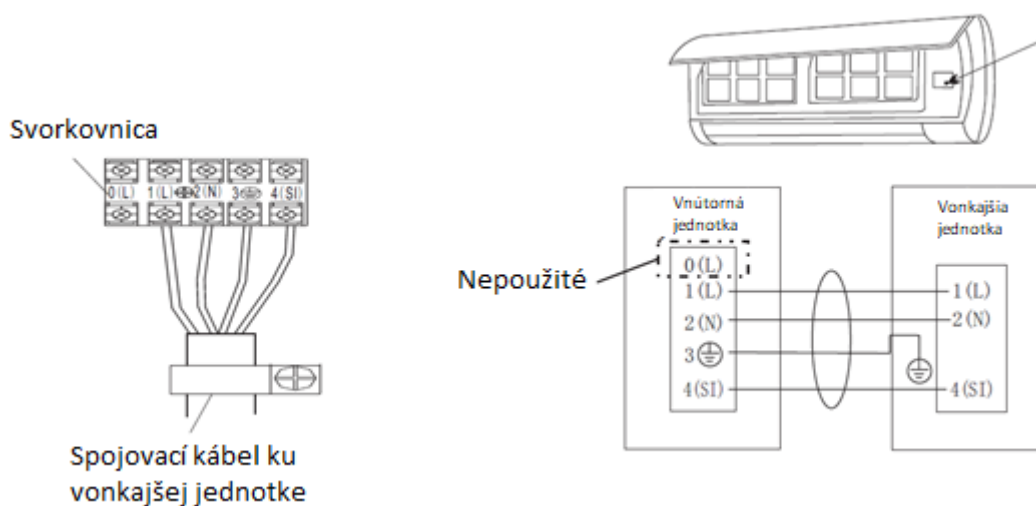 Svorkovnica
0(L) 1(L) 2(N) 3 4(SI)
Spojovací kábel ku
vonkajšej jednotke
Nepoužité
Vnútorná
jednotka
0(L)
1(L)
2(N)
3
4(SI)
Vonkajšia
jednotka
1(L)
2(N)
4(SI)